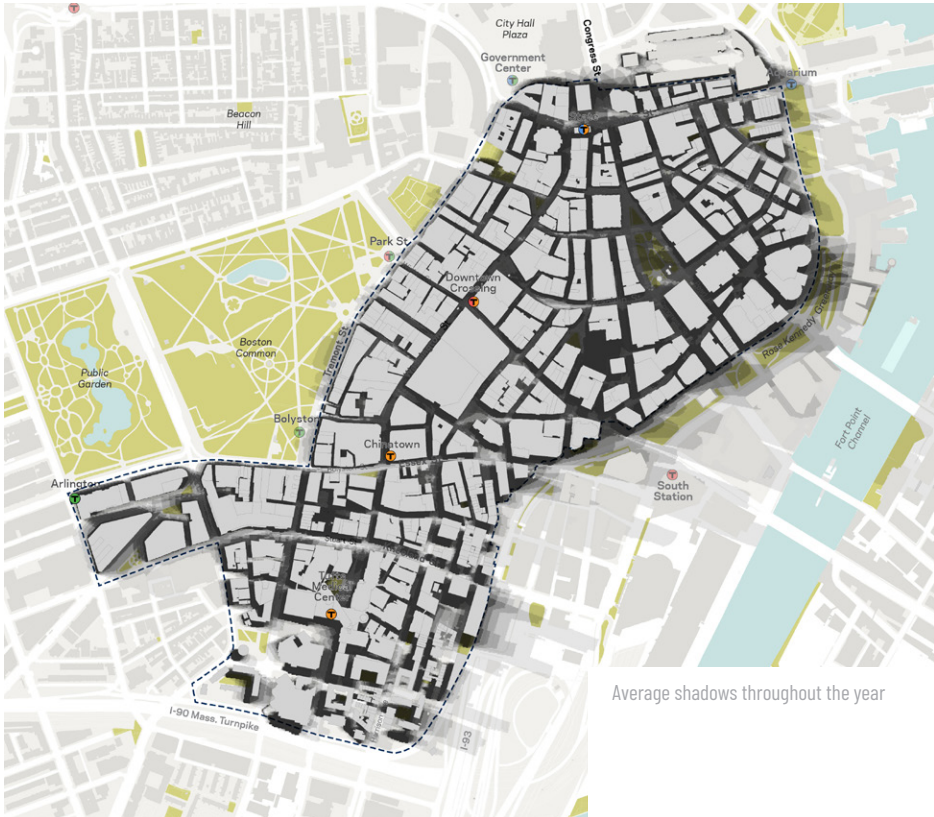 City Hall
Plaza
Congress St.
Government
Center
Aquarium
Beacon
Hill
Park St.
Downtown
Crossing
Tremont St.
Boston
Common
Public
Garden
Rose Kennedy
Fort Point
Channel
Bolyston
Chinatown
Arlington
South
Station
Center
I-90 Mass. Turnpike
I-93
Average shadows throughout the year